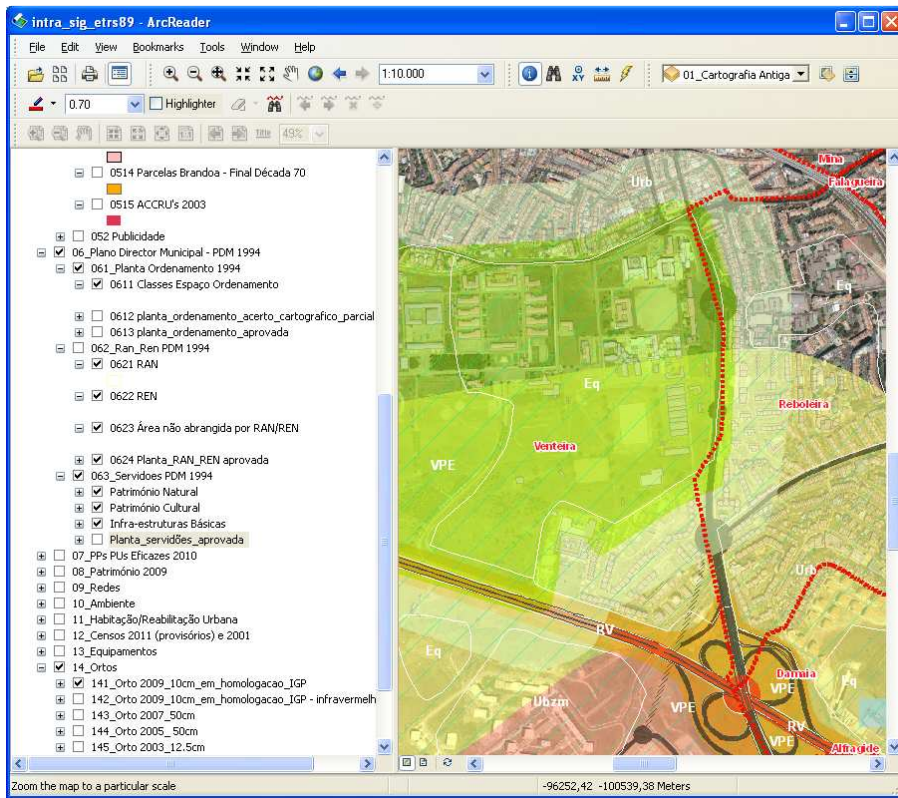 intra_sig_etrs89 - ArcReader
File Edit View Bookmarks Tools Window Help
1:10.000
01_Cartografia Antiga
0.70
Highlighter
Title 49%
0514 Parcelas Brandoa - Final Década 70
0515 ACCRU's 2003
052 Publicidade
06_Plano Director Municipal - PDM 1994
061_Planta Ordenamento 1994
0611 Classes Espaço Ordenamento
0612 planta_ordenamento_acerto_cartografico_parcial
0613 planta_ordenamento_aprovada
062_Ran_Ren PDM 1994
0621 RAN
0622 REN
0623 Área não abrangida por RAN/REN
0624 Planta_RAN_REN aprovada
063_Servidoes PDM 1994
Património Natural
Património Cultural
Infra-estruturas Básicas
Planta_servidões_aprovada
07_PPs PUs Eficazes 2010
08_Património 2009
09_Redes
10_Ambiente
11_Habitação/Reabilitação Urbana
12_Censos 2011 (provisórios) e 2001
13_Equipamentos
14_Ortos
141_Orto 2009_10cm_em_homologacao_IGP
142_Orto 2009_10cm_em_homologacao_IGP - infravermelh
143_Orto 2007_50cm
144_Orto 2005_ 50cm
145_Orto 2003_12.5cm
Mina
Urb
Falagueira
Eq
Eq
Reboleira
Venteira
VPE
Urb
RV
Eq
Damaia
Ubzm
VPE
Eq
VPE
RV
VPE
Alfragide
Zoom the map to a particular scale
-96252,42 -100539,38 Meters